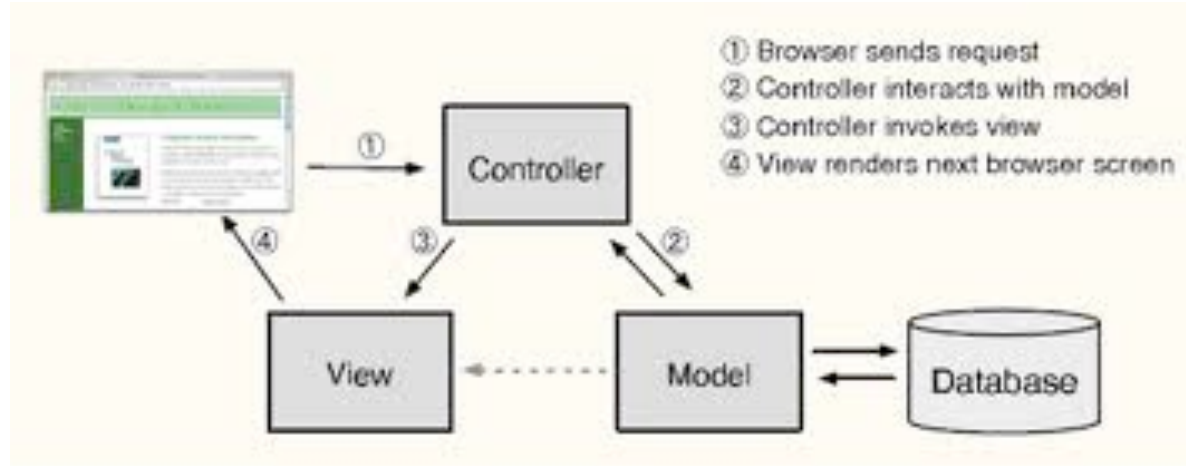 ① Browser sends request
② Controller interacts with model
③ Controller invokes view
④ View renders next browser screen
①
Controller
④
③
②
View
Model
Database